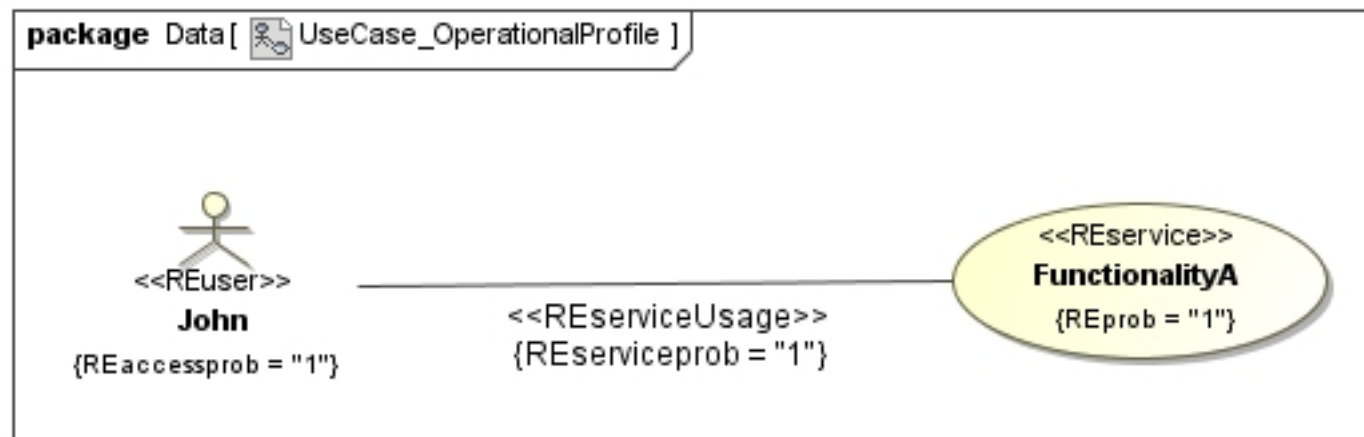 package Data [ UseCase_OperationalProfile ]
<<REuser>>
John
{REaccessprob = "1"}
<<REserviceUsage>>
{REserviceprob = "1"}
<<REservice>>
FunctionalityA
{REprob = "1"}